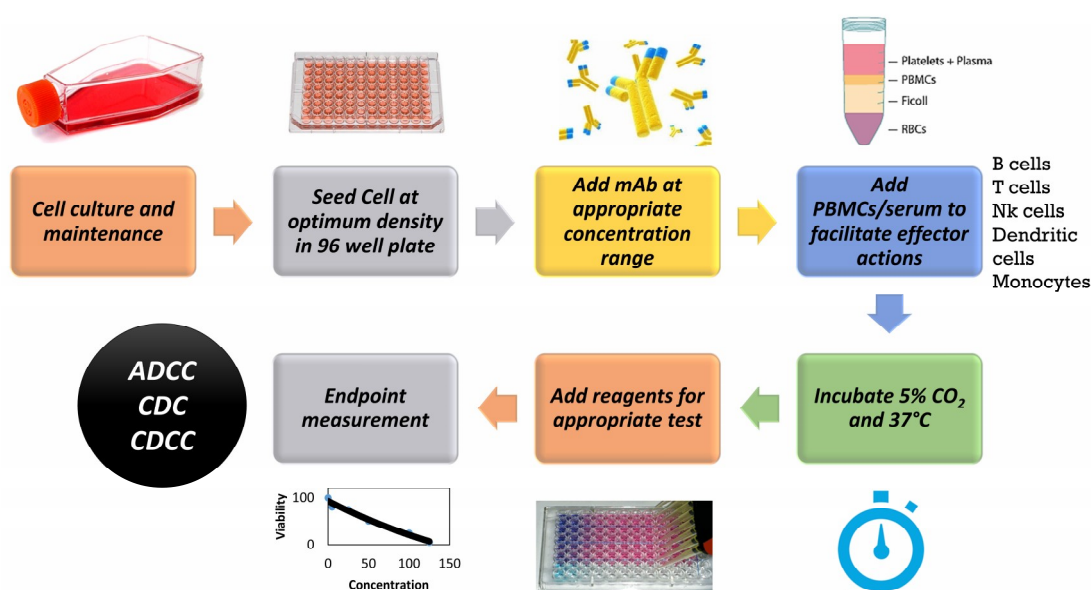 Platelets + Plasma
PBMCs
Ficoll
RBCs
Cell culture and
maintenance
Seed Cell at
optimum density
in 96 well plate
Add mAb at
appropriate
concentration
range
Add
PBMCs/serum to
facilitate effector
actions
B cells
T cells
Nk cells
Dendritic
cells
Monocytes
ADCC
CDC
CDCC
Endpoint
measurement
Add reagents for
appropriate test
Incubate 5% CO₂
and 37°C
Viability
100
0
0 50 100 150
Concentration